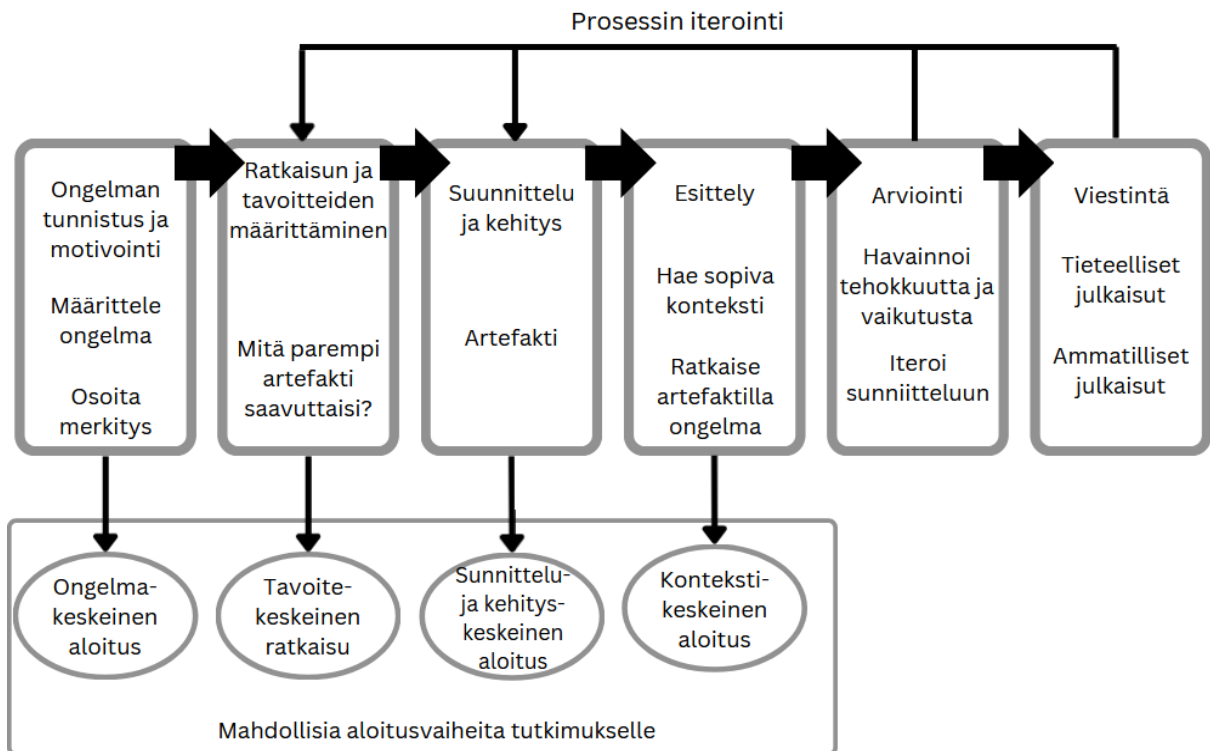 Prosessin iterointi
Ongelman
tunnistus ja
motivointi
Määrittele
ongelma
Osoita
merkitys
Ratkaisun ja
tavoitteiden
määrittäminen
Mitä parempi
artefakti
saavuttaisi?
Suunnittelu
ja kehitys
Artefakti
Esittely
Hae sopiva
konteksti
Ratkaise
artefaktilla
ongelma
Arviointi
Havainnoi
tehokkuutta ja
vaikutusta
Iteroi
sunniitteluun
Viestintä
Tieteelliset
julkaisut
Ammatilliset
julkaisut
Ongelma-
keskeinen
aloitus
Tavoite-
keskeinen
ratkaisu
Sunnittelu-
ja kehitys-
keskeinen
aloitus
Konteksti-
keskeinen
aloitus
Mahdollisia aloitusvaiheita tutkimukselle